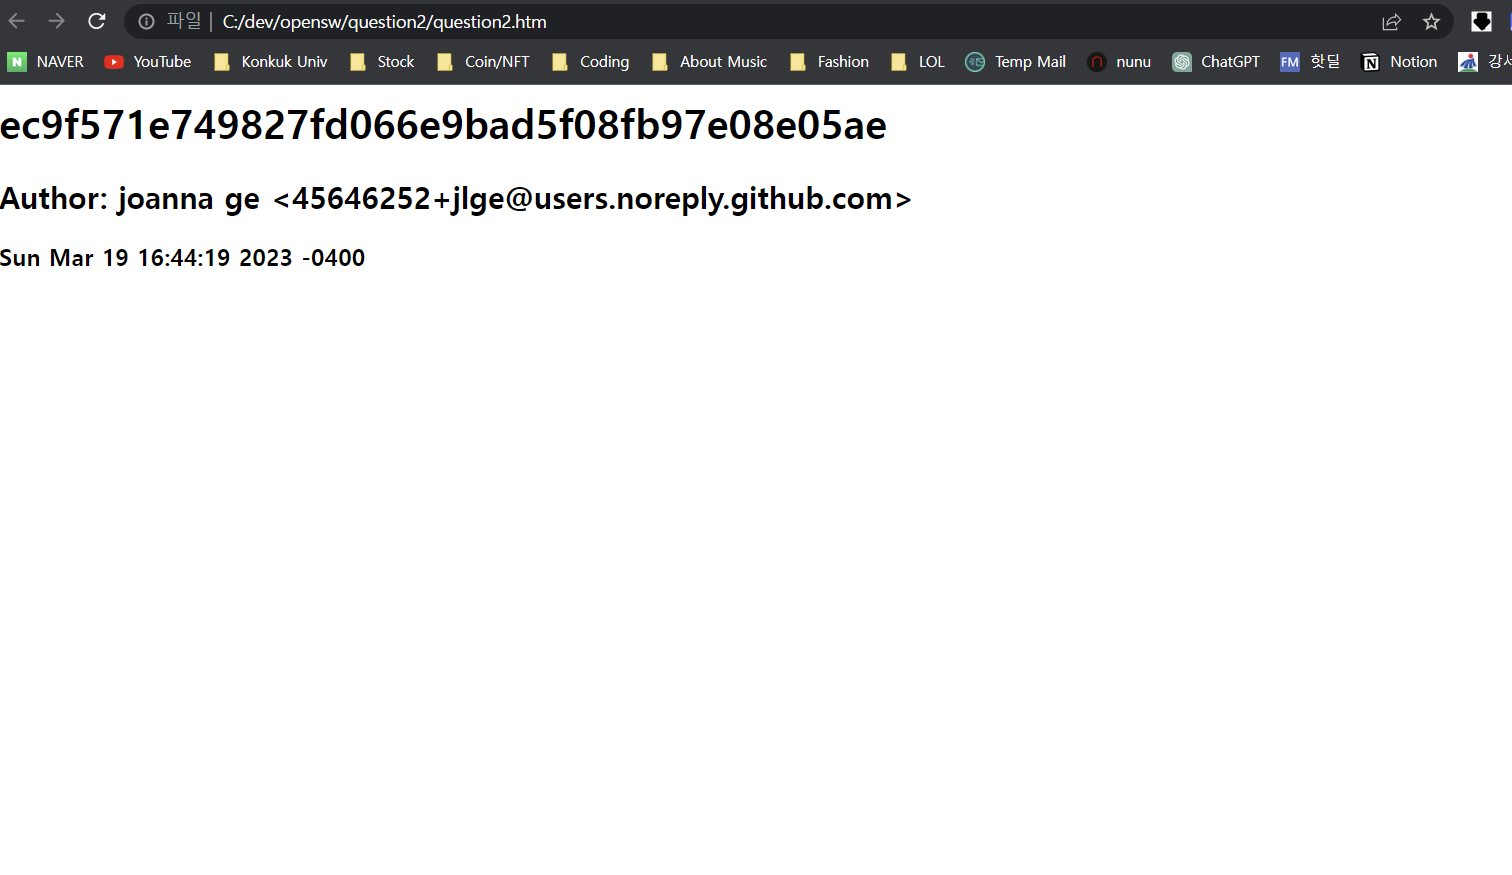 파일 | C:/dev/opensw/question2/question2.htm
N NAVER YouTube Konkuk Univ Stock Coin/NFT Coding About Music Fashion LOL Temp Mail nunu ChatGPT FM 핫딜 Notion
ec9f571e749827fd066e9bad5f08fb97e08e05ae
Author: joanna ge <45646252+jlge@users.noreply.github.com>
Sun Mar 19 16:44:19 2023 -0400